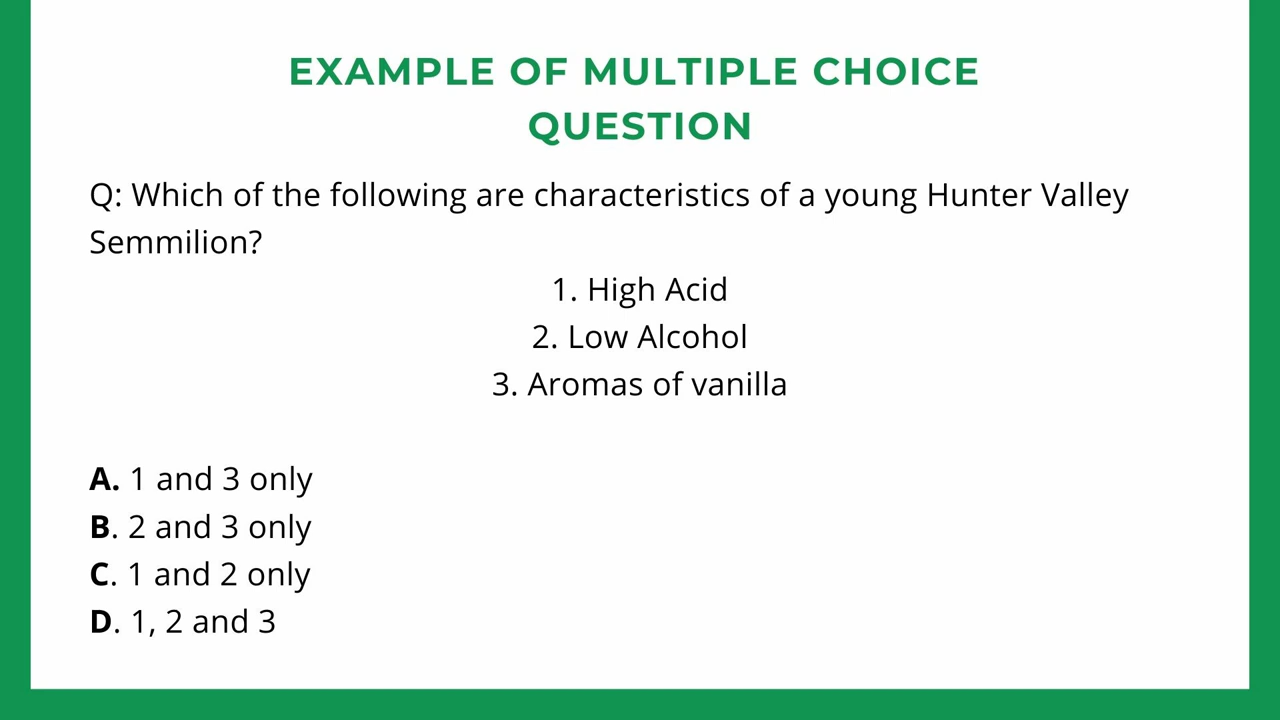 EXAMPLE OF MULTIPLE CHOICE
QUESTION
Q: Which of the following are characteristics of a young Hunter Valley
Semmilion?
1. High Acid
2. Low Alcohol
3. Aromas of vanilla
A. 1 and 3 only
B. 2 and 3 only
C. 1 and 2 only
D. 1, 2 and 3